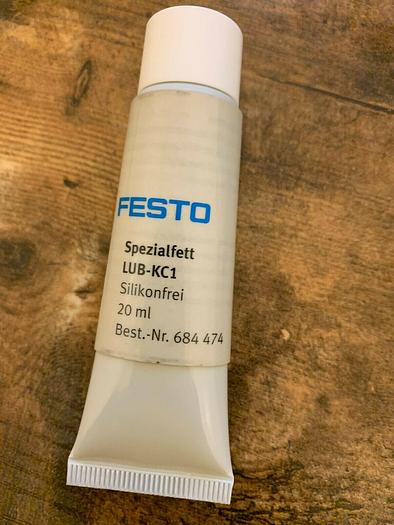 FESTO
Spezialfett
LUB-KC1
Silikonfrei
20 ml
Best.-Nr. 684 474